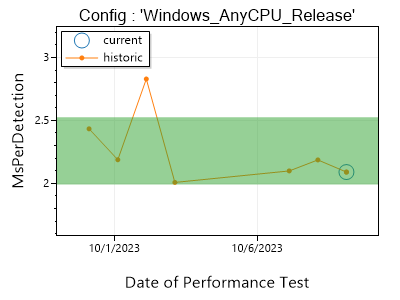 Config : 'Windows_AnyCPU_Release'
current
historic
3
2.5
2
MsPerDetection
10/1/2023
10/6/2023
Date of Performance Test